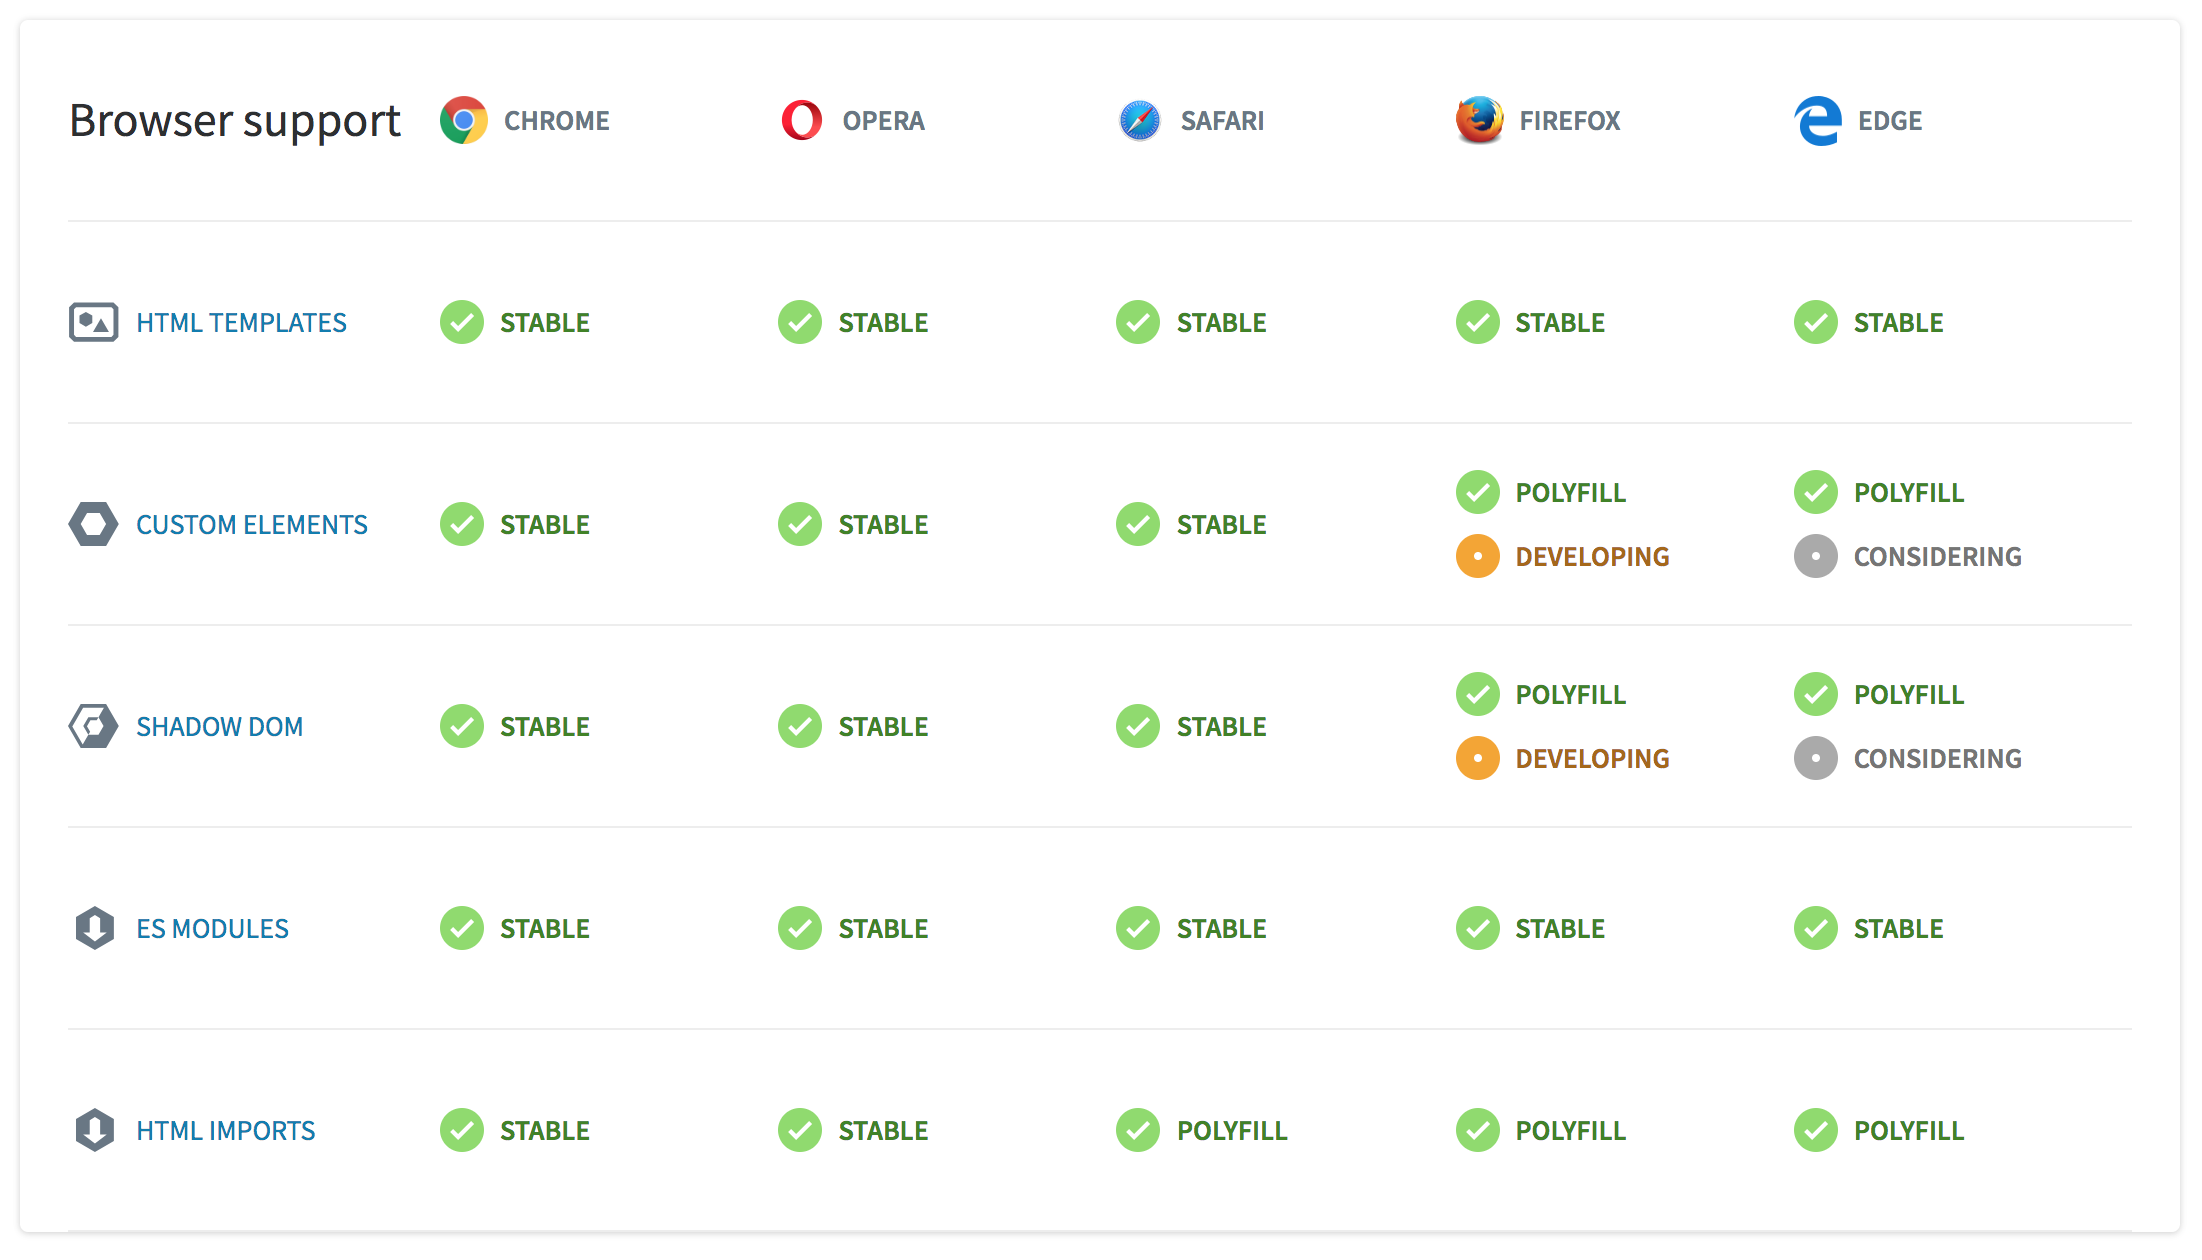 Browser support CHROME OPERA SAFARI FIREFOX EDGE
HTML TEMPLATES STABLE STABLE STABLE STABLE STABLE
CUSTOM ELEMENTS STABLE STABLE STABLE POLYFILL POLYFILL
DEVELOPING CONSIDERING
SHADOW DOM STABLE STABLE STABLE POLYFILL POLYFILL
DEVELOPING CONSIDERING
ES MODULES STABLE STABLE STABLE STABLE STABLE
HTML IMPORTS STABLE STABLE POLYFILL POLYFILL POLYFILL